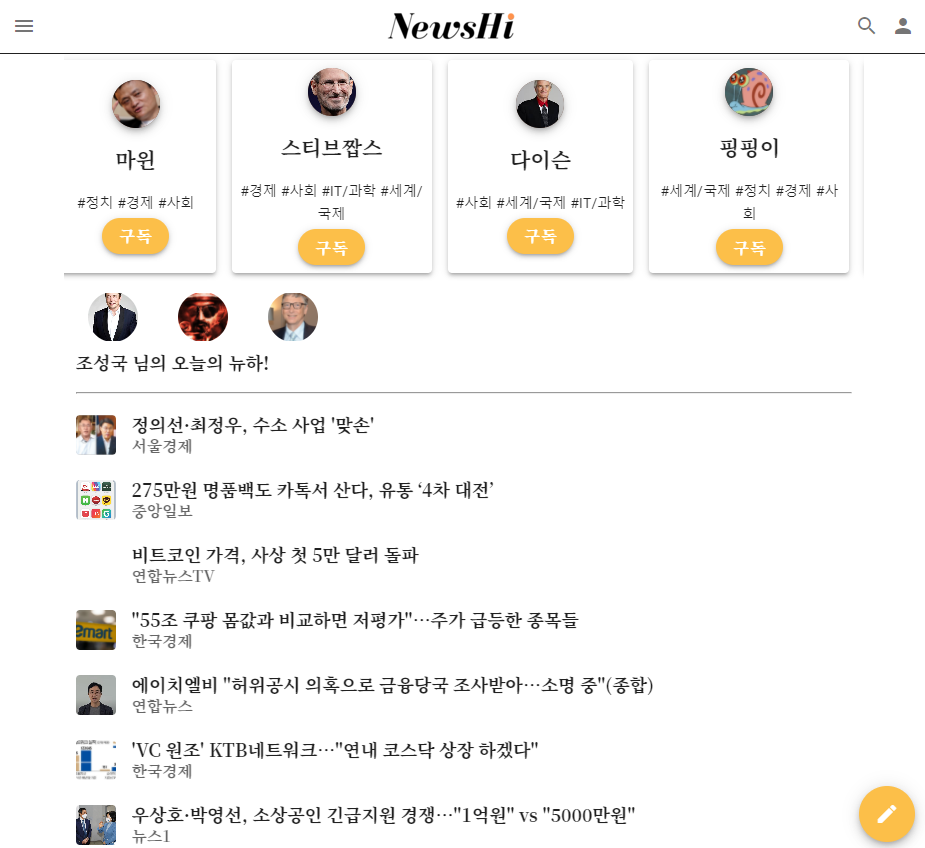 NewsHi
마윈
#정치 #경제 #사회
구독
스티브짭스
#경제 #사회 #IT/과학 #세계/
국제
구독
다이슨
#사회 #세계/국제 #IT/과학
구독
핑핑이
#세계/국제 #정치 #경제 #사
회
구독
조성국 님의 오늘의 뉴하!
정의선·최정우, 수소 사업 '맞손'
서울경제
275만원 명품백도 카톡서 산다, 유통 ‘4차 대전’
중앙일보
비트코인 가격, 사상 첫 5만 달러 돌파
연합뉴스TV
"55조 쿠팡 몸값과 비교하면 저평가"…주가 급등한 종목들
한국경제
에이치엘비 "허위공시 의혹으로 금융당국 조사받아…소명 중"(종합)
연합뉴스
'VC 원조' KTB네트워크…"연내 코스닥 상장 하겠다"
한국경제
우상호·박영선, 소상공인 긴급지원 경쟁…"1억원" vs "5000만원"
뉴스1